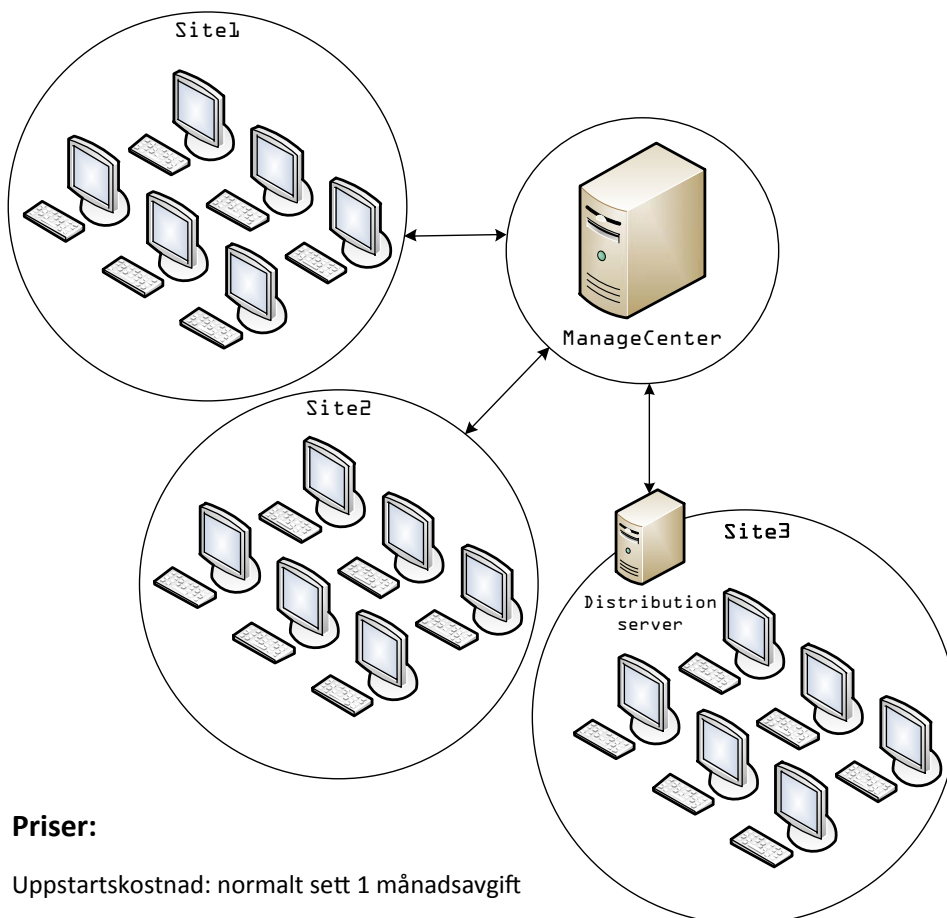 Site1
ManageCenter
Site2
Site3
Distribution
server
Priser:
Uppstartskostnad: normalt sett 1 månadsavgift